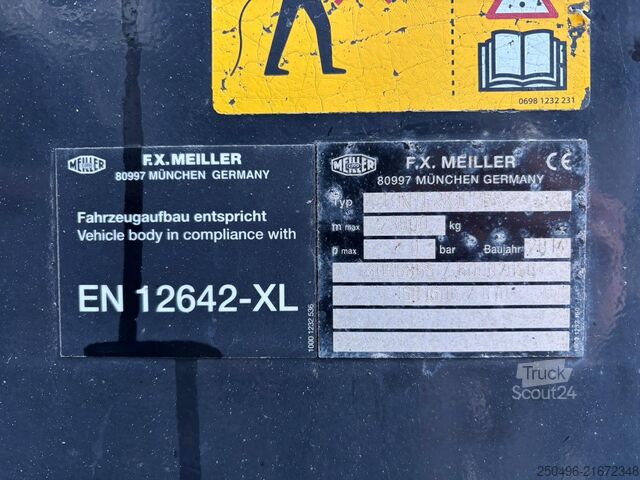 0698 1232 231
MEILLER
F.X. MEILLER
80997 MÜNCHEN GERMANY
Fahrzeugaufbau entspricht
Vehicle body in compliance with
EN 12642-XL
1000 1232 536
MEILLER
F.X. MEILLER CE
80997 MÜNCHEN GERMANY
Typ
m max kg
p max bar Baujahr
Truck
Scout24
250496-21672348